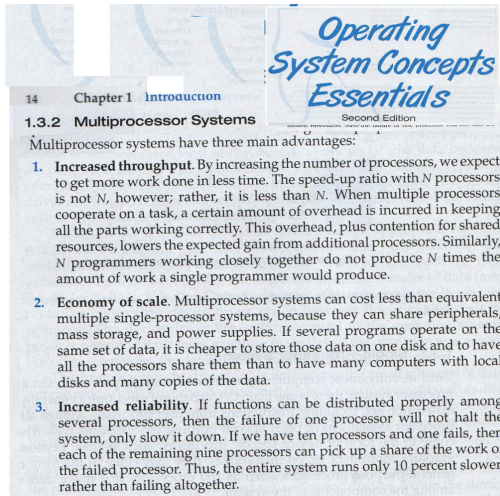 Operating
System Concepts
Essentials
Second Edition
14 Chapter 1 Introduction
1.3.2 Multiprocessor Systems
Multiprocessor systems have three main advantages:
1. Increased throughput. By increasing the number of processors, we expect
to get more work done in less time. The speed-up ratio with N processors
is not N, however; rather, it is less than N. When multiple processors
cooperate on a task, a certain amount of overhead is incurred in keeping
all the parts working correctly. This overhead, plus contention for shared
resources, lowers the expected gain from additional processors. Similarly,
N programmers working closely together do not produce N times the
amount of work a single programmer would produce.
2. Economy of scale. Multiprocessor systems can cost less than equivalent
multiple single-processor systems, because they can share peripherals,
mass storage, and power supplies. If several programs operate on the
same set of data, it is cheaper to store those data on one disk and to have
all the processors share them than to have many computers with local
disks and many copies of the data.
3. Increased reliability. If functions can be distributed properly among
several processors, then the failure of one processor will not halt the
system, only slow it down. If we have ten processors and one fails, then
each of the remaining nine processors can pick up a share of the work of
the failed processor. Thus, the entire system runs only 10 percent slower,
rather than failing altogether.